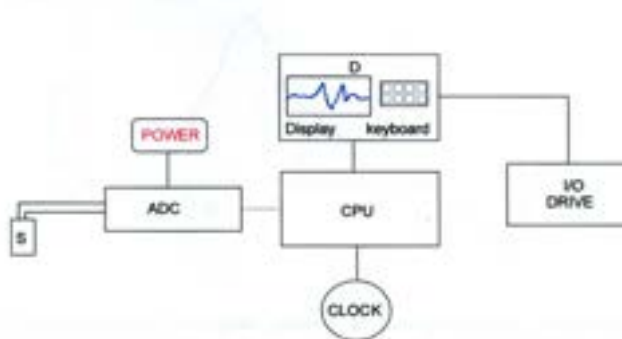 D
Display keyboard
POWER
ADC
CPU
I/O
DRIVE
S
CLOCK